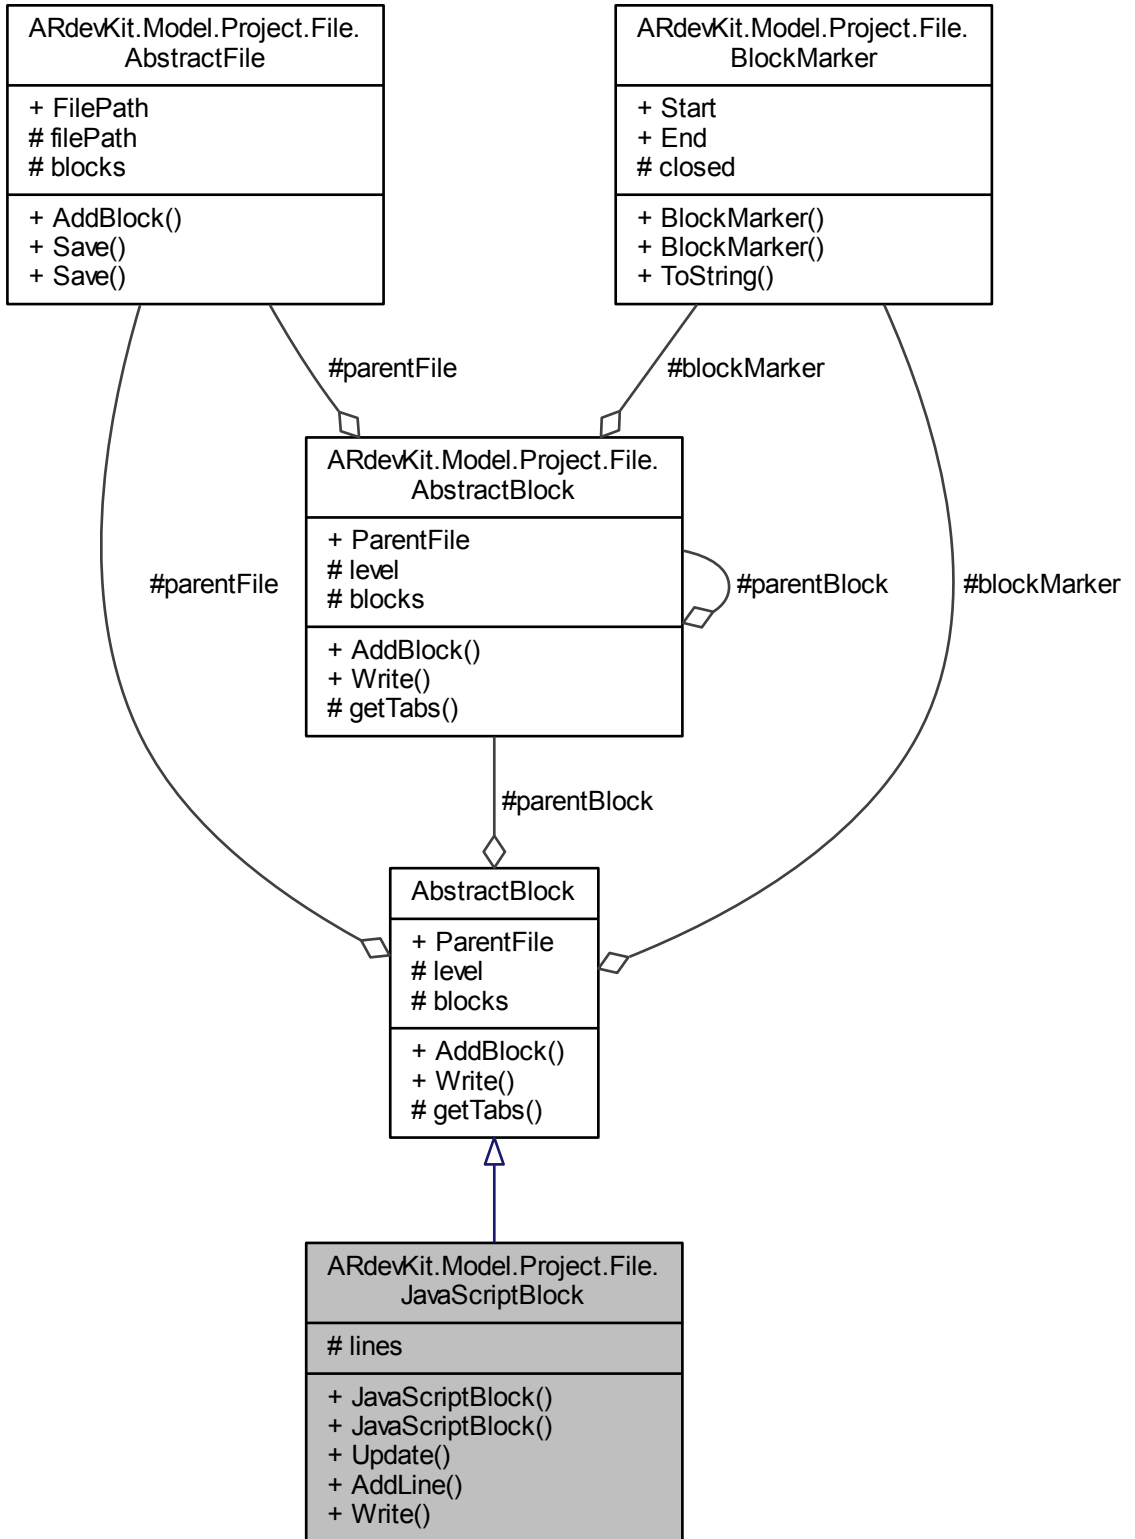 ARdevKit.Model.Project.File.
AbstractFile
+ FilePath
# filePath
# blocks
+ AddBlock()
+ Save()
+ Save()
ARdevKit.Model.Project.File.
BlockMarker
+ Start
+ End
# closed
+ BlockMarker()
+ BlockMarker()
+ ToString()
#parentFile
#blockMarker
ARdevKit.Model.Project.File.
AbstractBlock
+ ParentFile
# level
# blocks
+ AddBlock()
+ Write()
# getTabs()
#parentFile
#parentBlock
#blockMarker
#parentBlock
AbstractBlock
+ ParentFile
# level
# blocks
+ AddBlock()
+ Write()
# getTabs()
ARdevKit.Model.Project.File.
JavaScriptBlock
# lines
+ JavaScriptBlock()
+ JavaScriptBlock()
+ Update()
+ AddLine()
+ Write()